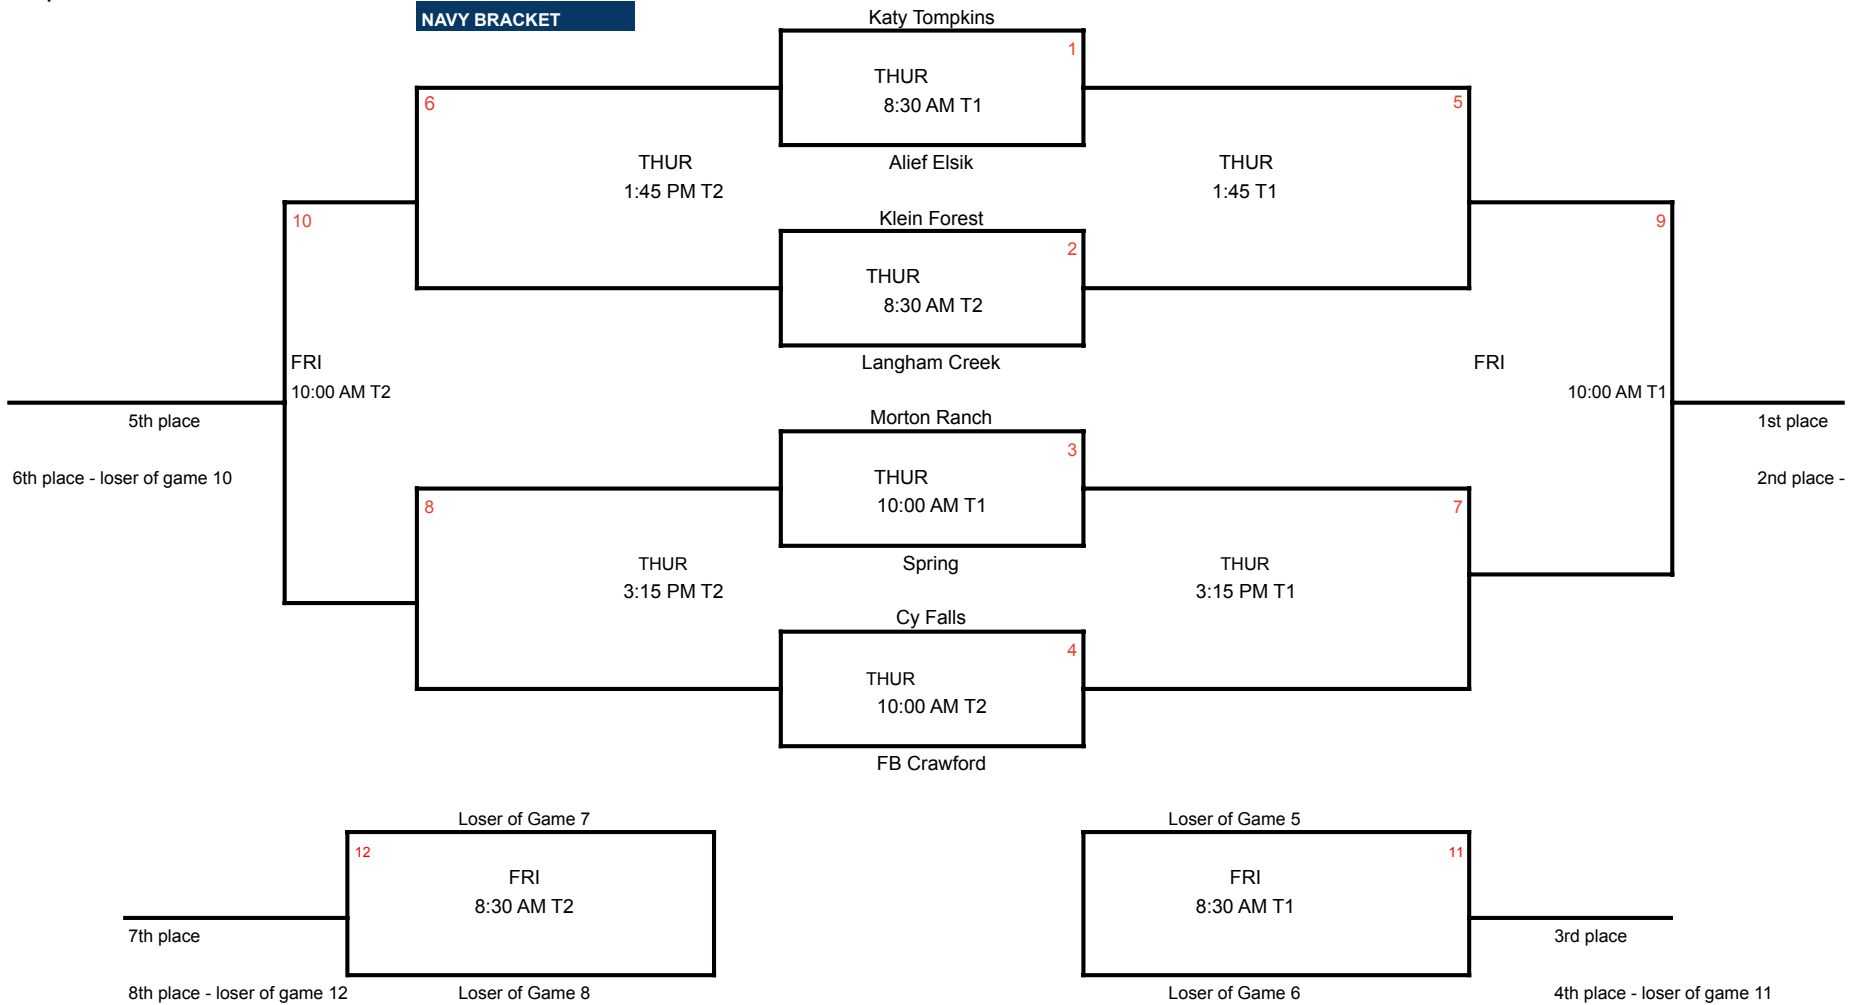 NAVY BRACKET
Katy Tompkins
1
THUR
8:30 AM T1
6
5
Alief Elsik
THUR
1:45 PM T2
THUR
1:45 T1
Klein Forest
10
9
2
THUR
8:30 AM T2
Langham Creek
FRI
10:00 AM T2
FRI
10:00 AM T1
5th place
Morton Ranch
1st place
3
6th place - loser of game 10
THUR
10:00 AM T1
2nd place -
8
7
Spring
THUR
3:15 PM T2
THUR
3:15 PM T1
Cy Falls
4
THUR
10:00 AM T2
FB Crawford
Loser of Game 7
Loser of Game 5
12
11
FRI
8:30 AM T2
FRI
8:30 AM T1
7th place
3rd place
8th place - loser of game 12
Loser of Game 8
Loser of Game 6
4th place - loser of game 11